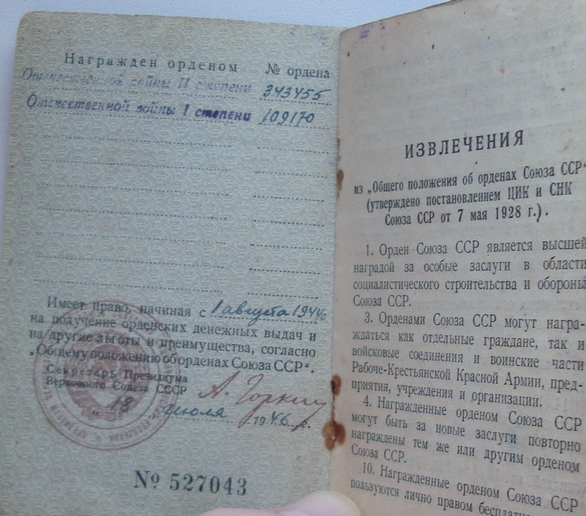 Награжден орденом № ордена
Отечественной войны II степени 343455
Отечественной войны I степени 109170
Имеет право, начиная с 1 августа 1944 г.
на получение орденских денежных выдач и
на другие льготы и преимущества, согласно
„Общему положению об орденах Союза ССР“.
Секретарь Президиума
Верховного Совета СССР
А. Горкин
18 июля 1946 г.
№ 527043
ИЗВЛЕЧЕНИЯ
из „Общего положения об орденах Союза ССР“
(утверждено постановлением ЦИК и СНК
Союза ССР от 7 мая 1928 г.).
1. Орден Союза ССР является высшей
наградой за особые заслуги в области
социалистического строительства и обороны
Союза ССР.
3. Орденами Союза ССР могут награ-
ждаться как отдельные граждане, так и
войсковые соединения и воинские части
Рабоче-Крестьянской Красной Армии, пред-
приятия, учреждения и организации.
4. Награжденные орденом Союза ССР
могут быть за новые заслуги повторно
награждены тем же или другим орденом
Союза ССР.
10. Награжденные орденом Союза ССР
пользуются лично правом